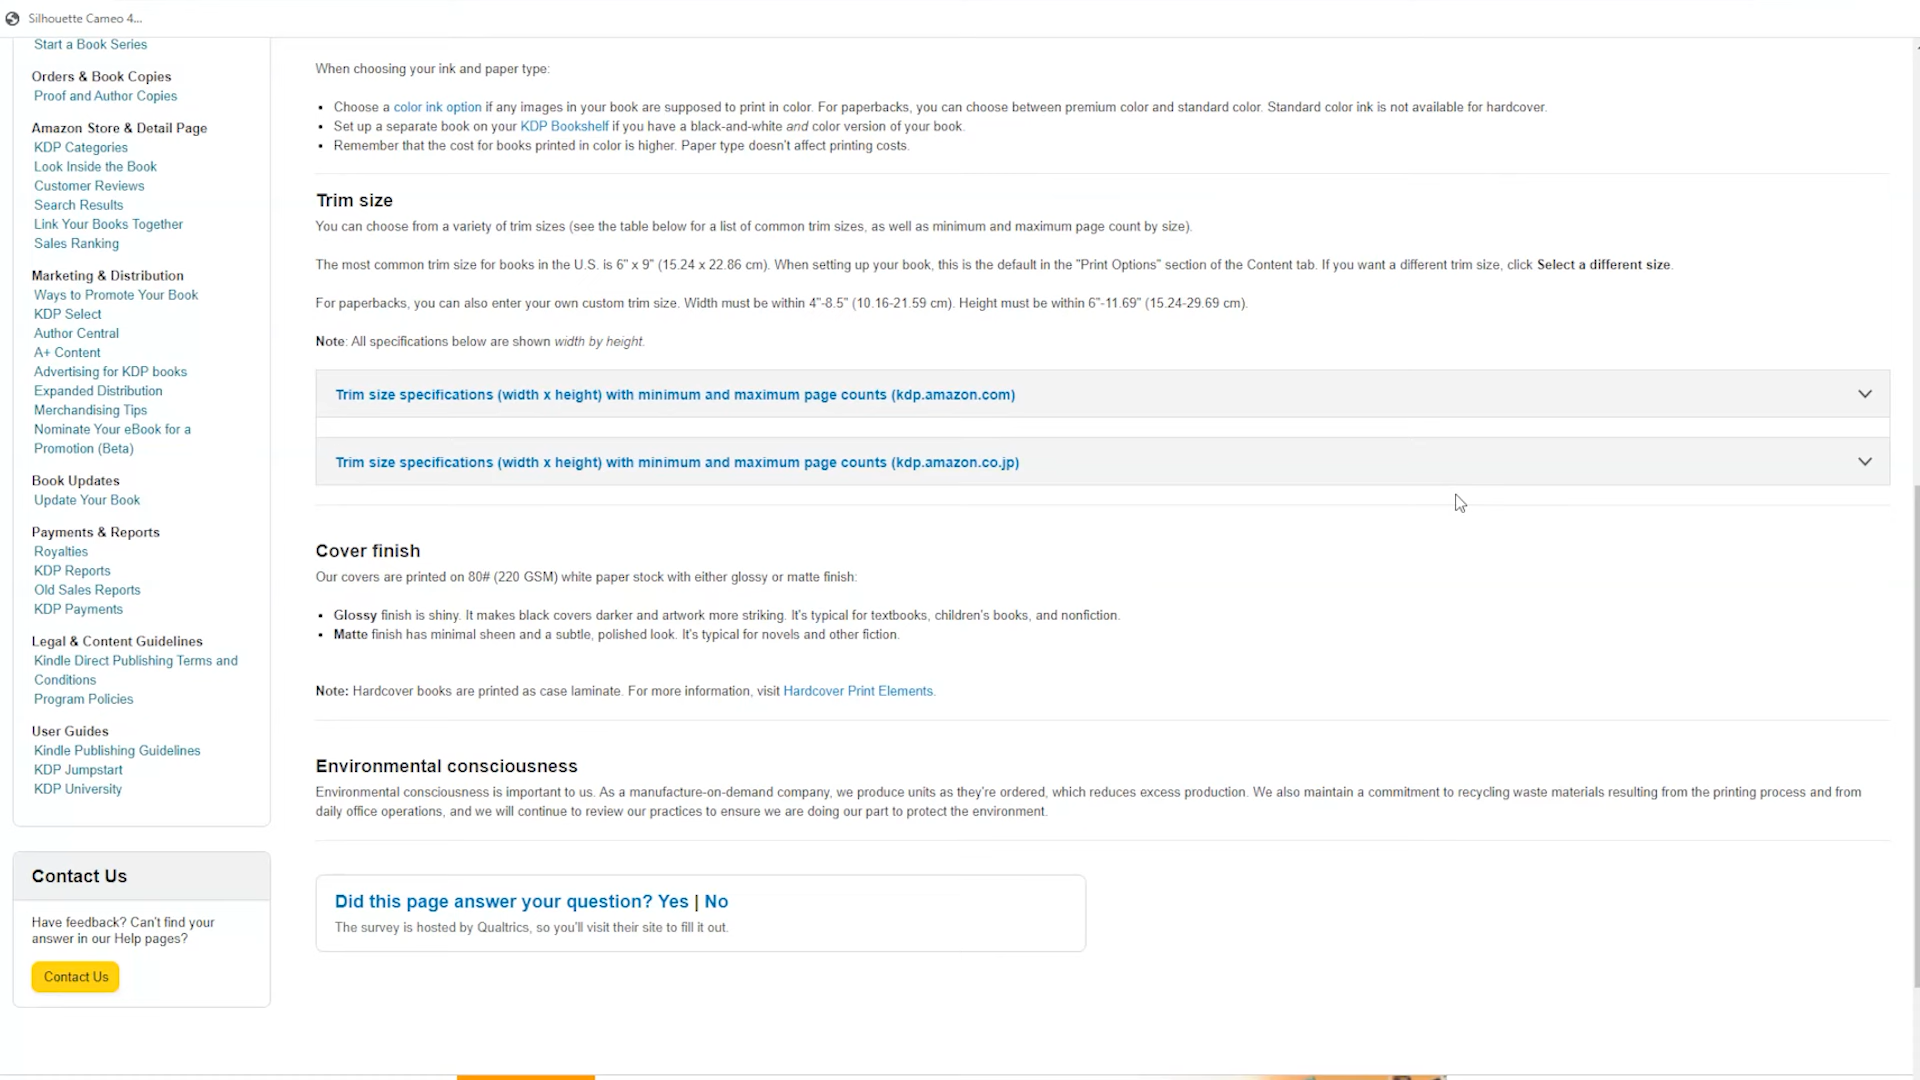 Silhouette Cameo 4...
Start a Book Series
Orders & Book Copies
Proof and Author Copies
Amazon Store & Detail Page
KDP Categories
Look Inside the Book
Customer Reviews
Search Results
Link Your Books Together
Sales Ranking
Marketing & Distribution
Ways to Promote Your Book
KDP Select
Author Central
A+ Content
Advertising for KDP books
Expanded Distribution
Merchandising Tips
Nominate Your eBook for a
Promotion (Beta)
Book Updates
Update Your Book
Payments & Reports
Royalties
KDP Reports
Old Sales Reports
KDP Payments
Legal & Content Guidelines
Kindle Direct Publishing Terms and
Conditions
Program Policies
User Guides
Kindle Publishing Guidelines
KDP Jumpstart
KDP University
Contact Us
Have feedback? Can't find your
answer in our Help pages?
Contact Us
When choosing your ink and paper type:
• Choose a color ink option if any images in your book are supposed to print in color. For paperbacks, you can choose between premium color and standard color. Standard color ink is not available for hardcover.
• Set up a separate book on your KDP Bookshelf if you have a black-and-white and color version of your book.
• Remember that the cost for books printed in color is higher. Paper type doesn't affect printing costs.
Trim size
You can choose from a variety of trim sizes (see the table below for a list of common trim sizes, as well as minimum and maximum page count by size).
The most common trim size for books in the U.S. is 6" x 9" (15.24 x 22.86 cm). When setting up your book, this is the default in the "Print Options" section of the Content tab. If you want a different trim size, click Select a different size.
For paperbacks, you can also enter your own custom trim size. Width must be within 4"-8.5" (10.16-21.59 cm). Height must be within 6"-11.69" (15.24-29.69 cm).
Note: All specifications below are shown width by height.
Trim size specifications (width x height) with minimum and maximum page counts (kdp.amazon.com)
Trim size specifications (width x height) with minimum and maximum page counts (kdp.amazon.co.jp)
Cover finish
Our covers are printed on 80# (220 GSM) white paper stock with either glossy or matte finish:
• Glossy finish is shiny. It makes black covers darker and artwork more striking. It's typical for textbooks, children's books, and nonfiction.
• Matte finish has minimal sheen and a subtle, polished look. It's typical for novels and other fiction.
Note: Hardcover books are printed as case laminate. For more information, visit Hardcover Print Elements.
Environmental consciousness
Environmental consciousness is important to us. As a manufacture-on-demand company, we produce units as they're ordered, which reduces excess production. We also maintain a commitment to recycling waste materials resulting from the printing process and from
daily office operations, and we will continue to review our practices to ensure we are doing our part to protect the environment.
Did this page answer your question? Yes | No
The survey is hosted by Qualtrics, so you'll visit their site to fill it out.